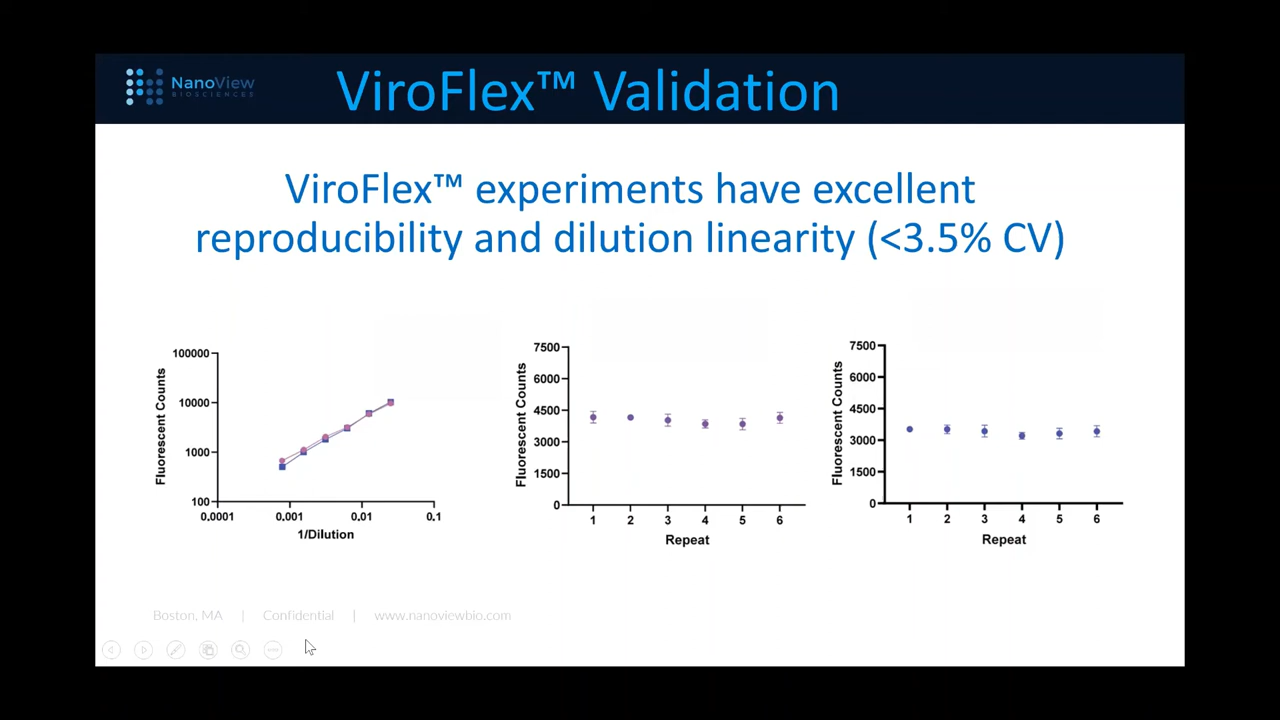 NanoView
BIOSCIENCES
ViroFlex™ Validation
ViroFlex™ experiments have excellent
reproducibility and dilution linearity (<3.5% CV)
Fluorescent Counts
100000
10000
1000
100
0.0001 0.001 0.01 0.1
1/Dilution
Fluorescent Counts
7500
6000
4500
3000
1500
0
1 2 3 4 5 6
Repeat
Fluorescent Counts
7500
6000
4500
3000
1500
0
1 2 3 4 5 6
Repeat
Boston, MA | Confidential | www.nanoviewbio.com